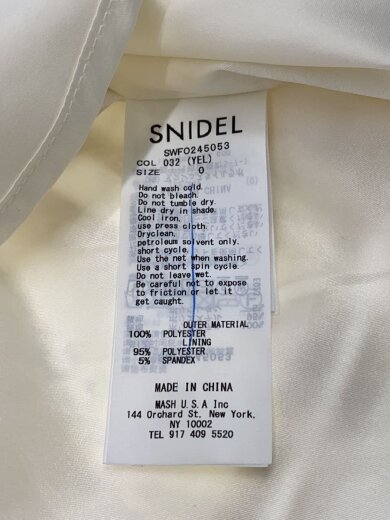 SNIDEL
SWFO245053
COL 032 (YEL)
SIZE 0
Hand wash cold.
Do not bleach.
Do not tumble dry.
Line dry in shade.
Cool iron.
use press cloth.
Dryclean.
petroleum solvent only.
short cycle.
Use the net when washing.
Use a short spin cycle.
Do not leave wet.
Be careful not to expose
to friction or let it
get caught.
OUTER MATERIAL
100% POLYESTER
LINING
95% POLYESTER
5% SPANDEX
MADE IN CHINA
MASH U.S.A Inc
144 Orchard St, New York,
NY 10002
TEL 917 409 5520